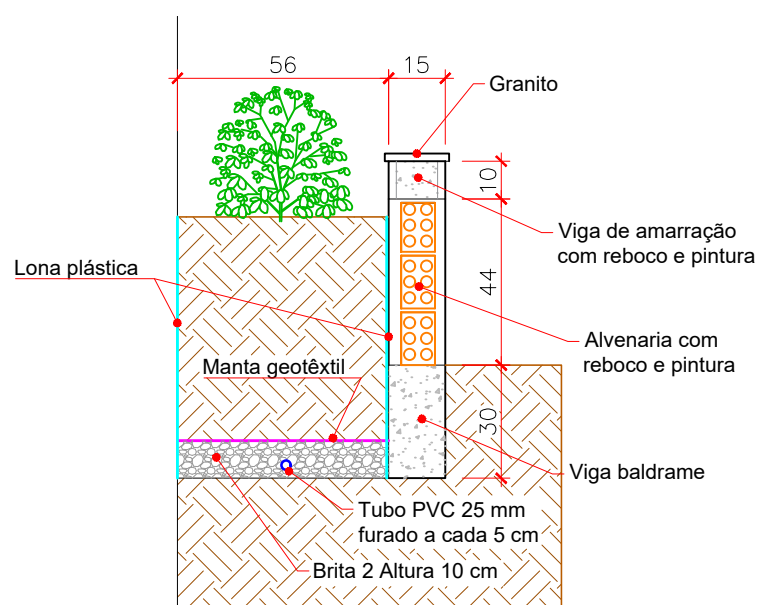 56
15
Granito
10
Viga de amarração
com reboco e pintura
Lona plástica
44
Alvenaria com
reboco e pintura
Manta geotêxtil
30
Viga baldrame
Tubo PVC 25 mm
furado a cada 5 cm
Brita 2 Altura 10 cm